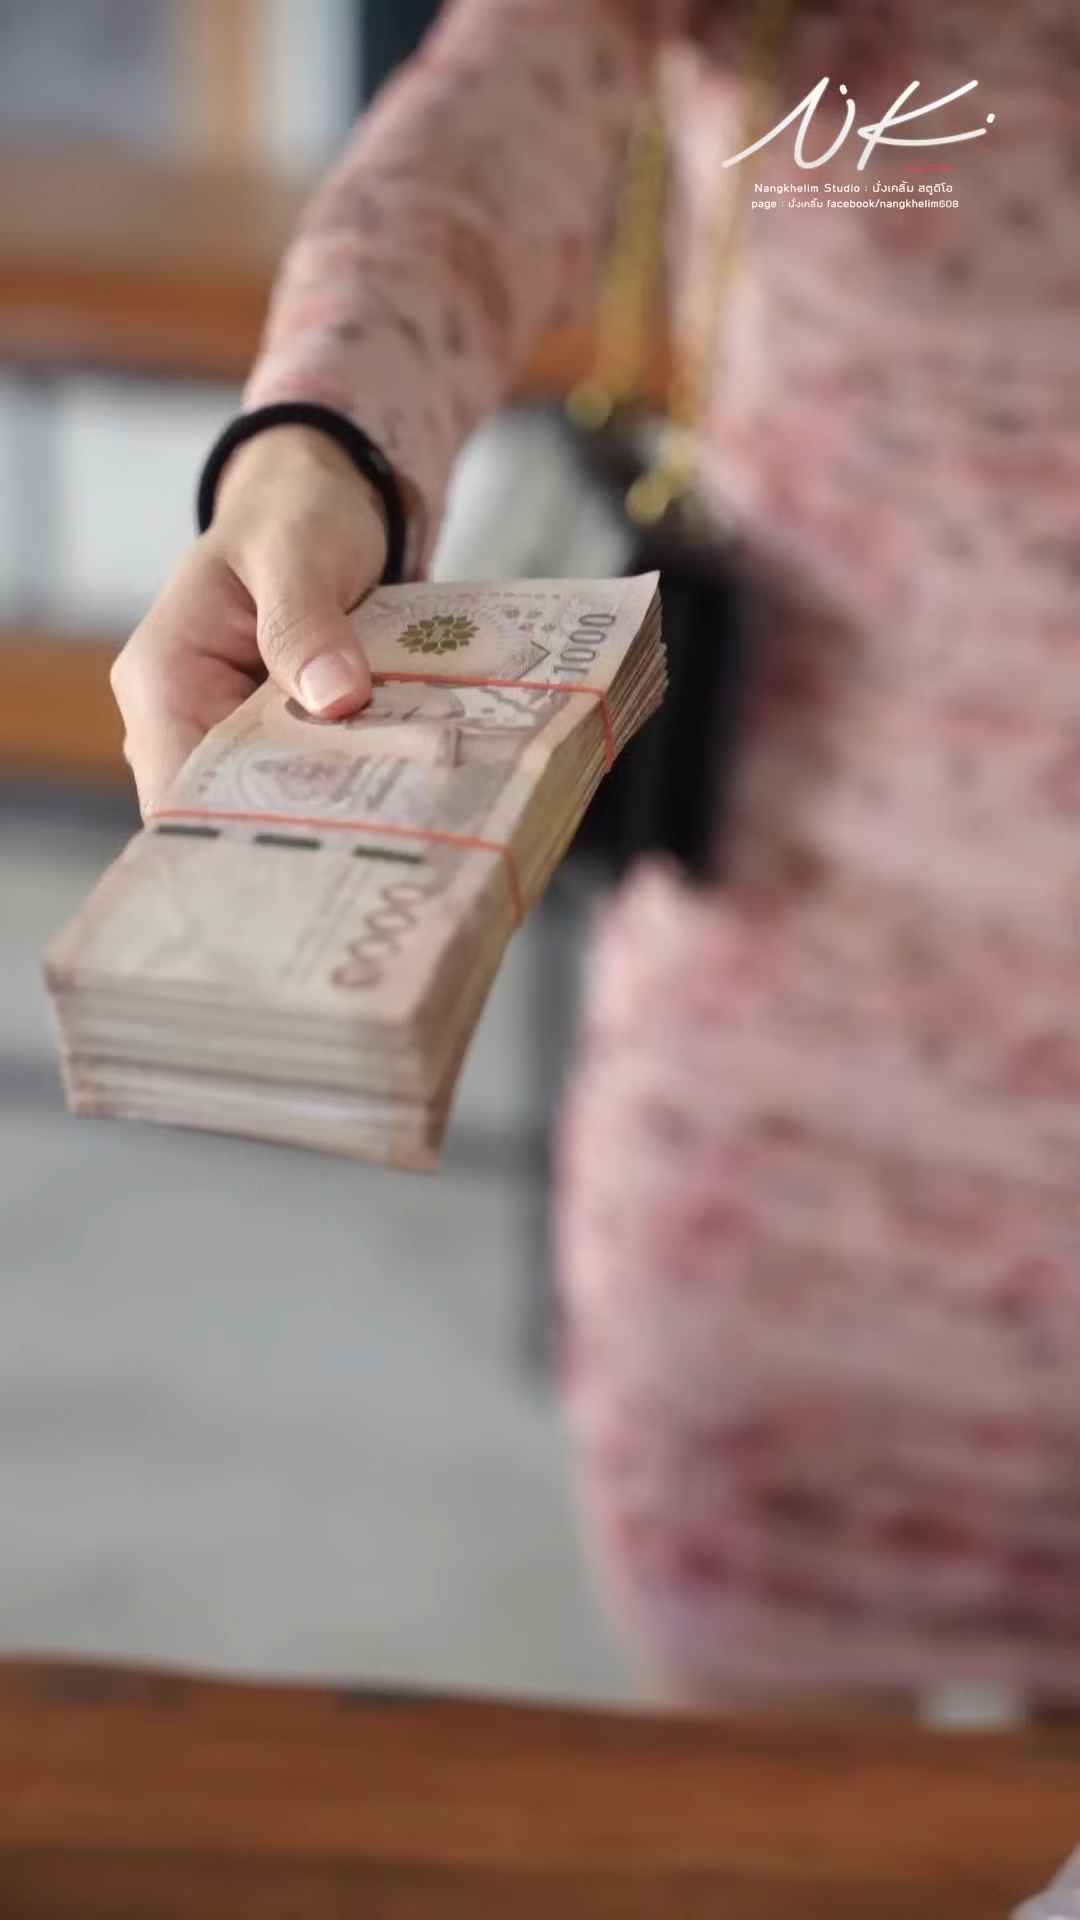 NK.
Nangkhelim Studio : นั่งเคลิ้ม สตูดิโอ
page : นั่งเคลิ้ม facebook/nangkhelim608
1000
1000